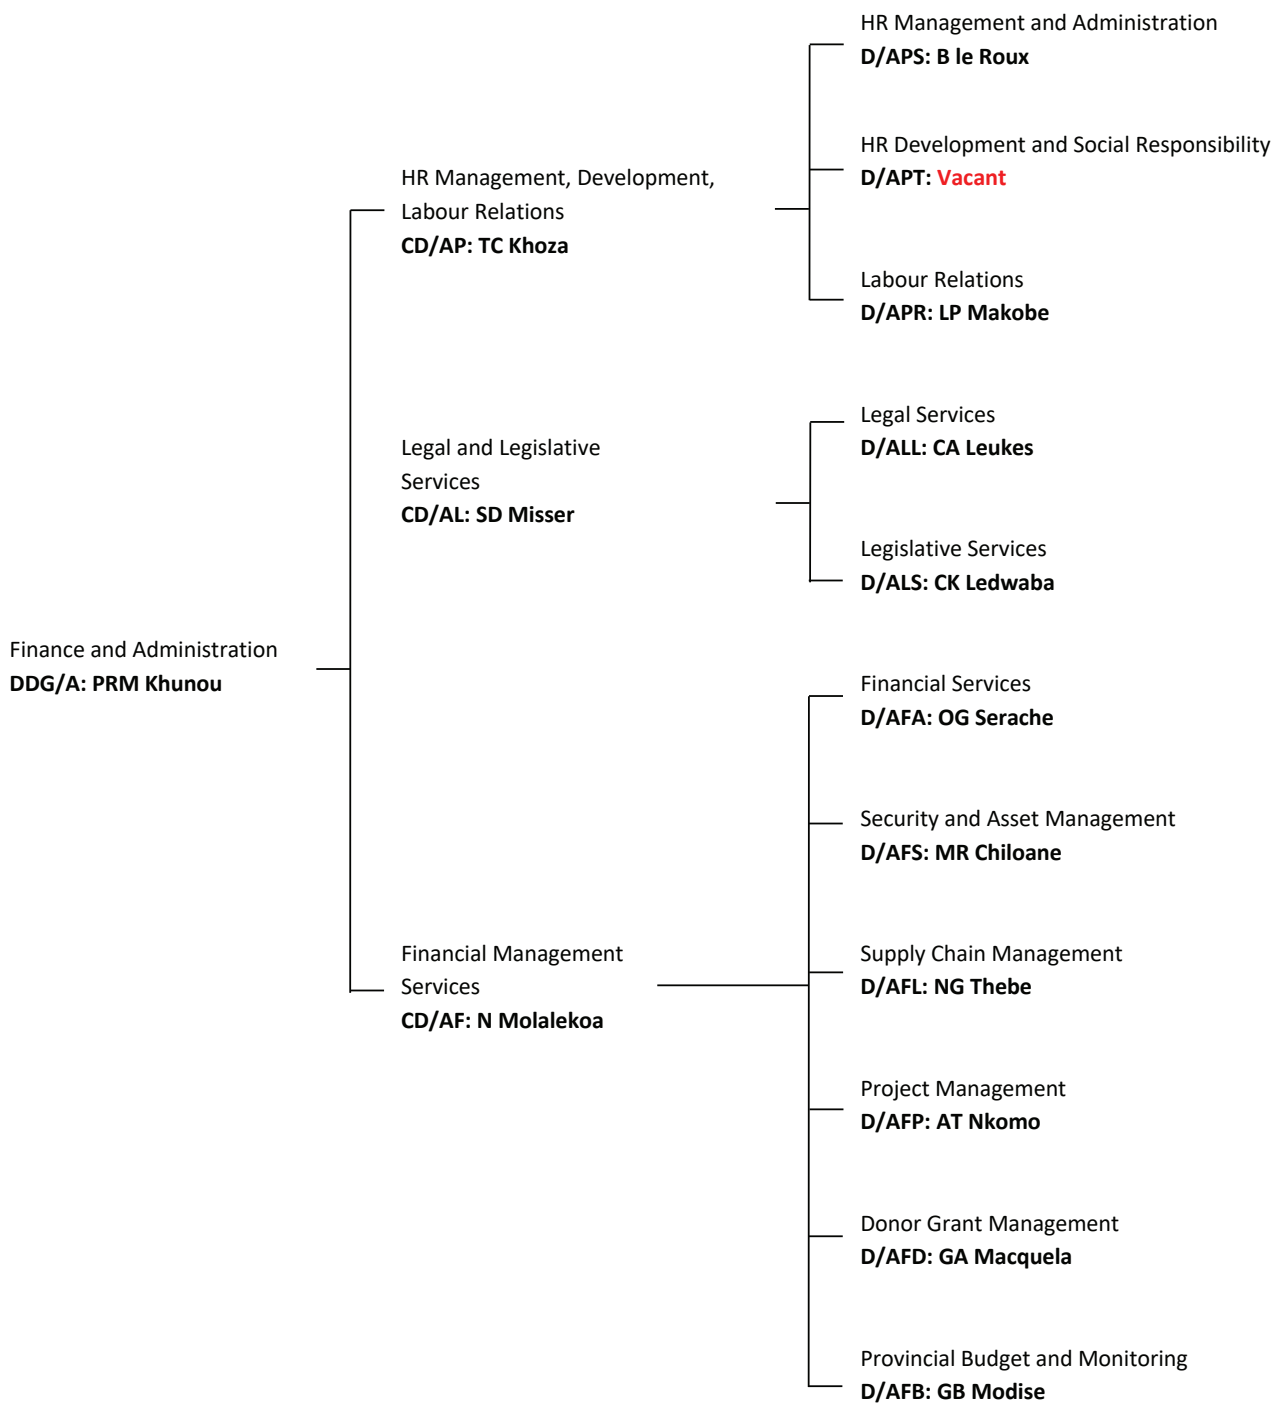 Finance and Administration
DDG/A: PRM Khunou
HR Management, Development,
Labour Relations
CD/AP: TC Khoza
HR Management and Administration
D/APS: B le Roux
HR Development and Social Responsibility
D/APT: Vacant
Labour Relations
D/APR: LP Makobe
Legal and Legislative
Services
CD/AL: SD Misser
Legal Services
D/ALL: CA Leukes
Legislative Services
D/ALS: CK Ledwaba
Financial Management
Services
CD/AF: N Molalekoa
Financial Services
D/AFA: OG Serache
Security and Asset Management
D/AFS: MR Chiloane
Supply Chain Management
D/AFL: NG Thebe
Project Management
D/AFP: AT Nkomo
Donor Grant Management
D/AFD: GA Macquela
Provincial Budget and Monitoring
D/AFB: GB Modise